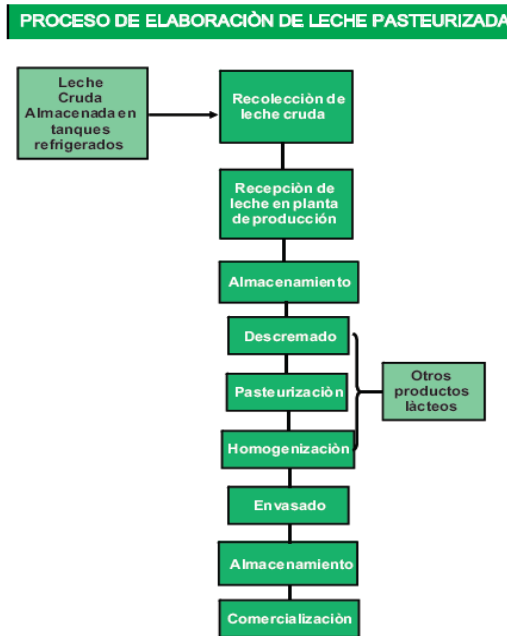 PROCESO DE ELABORACIÒN DE LECHE PASTEURIZADA
Leche
Cruda
Almacenada en
tanques
refrigerados
Recolecciòn de
leche cruda
Recepciòn de
leche en planta
de producción
Almacenamiento
Descremado
Pasteurizaciòn
Otros
productos
làcteos
Homogenizaciòn
Envasado
Almacenamiento
Comercializaciòn